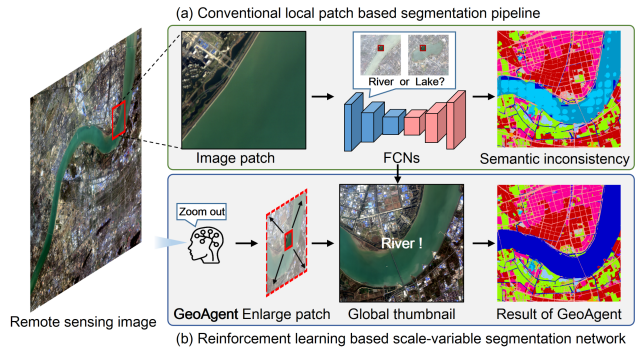 (a) Conventional local patch based segmentation pipeline
River or Lake?
Image patch
FCNs
Semantic inconsistency
Zoom out
River !
GeoAgent Enlarge patch
Global thumbnail
Result of GeoAgent
Remote sensing image
(b) Reinforcement learning based scale-variable segmentation network